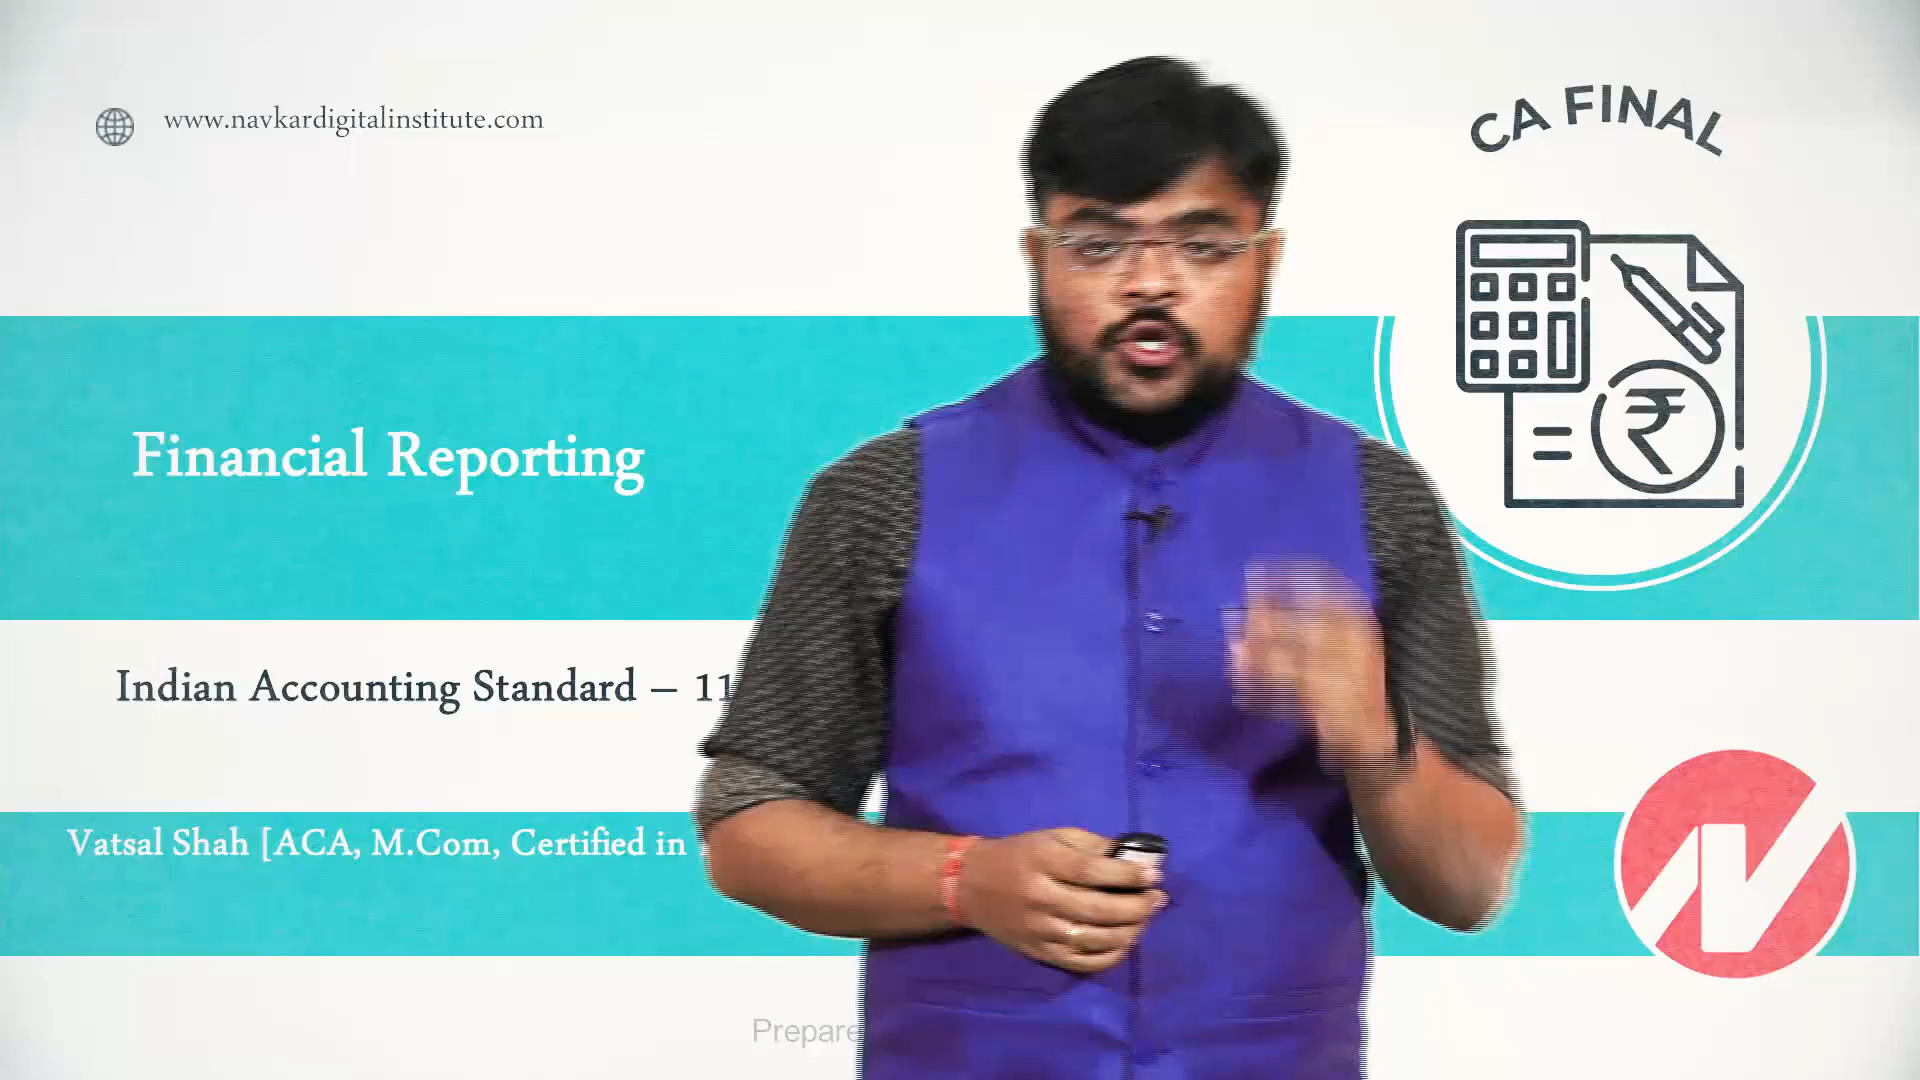 www.navkardigitalinstitute.com
CA FINAL
Financial Reporting
Indian Accounting Standard – 11
Vatsal Shah [ACA, M.Com, Certified in
Prepare